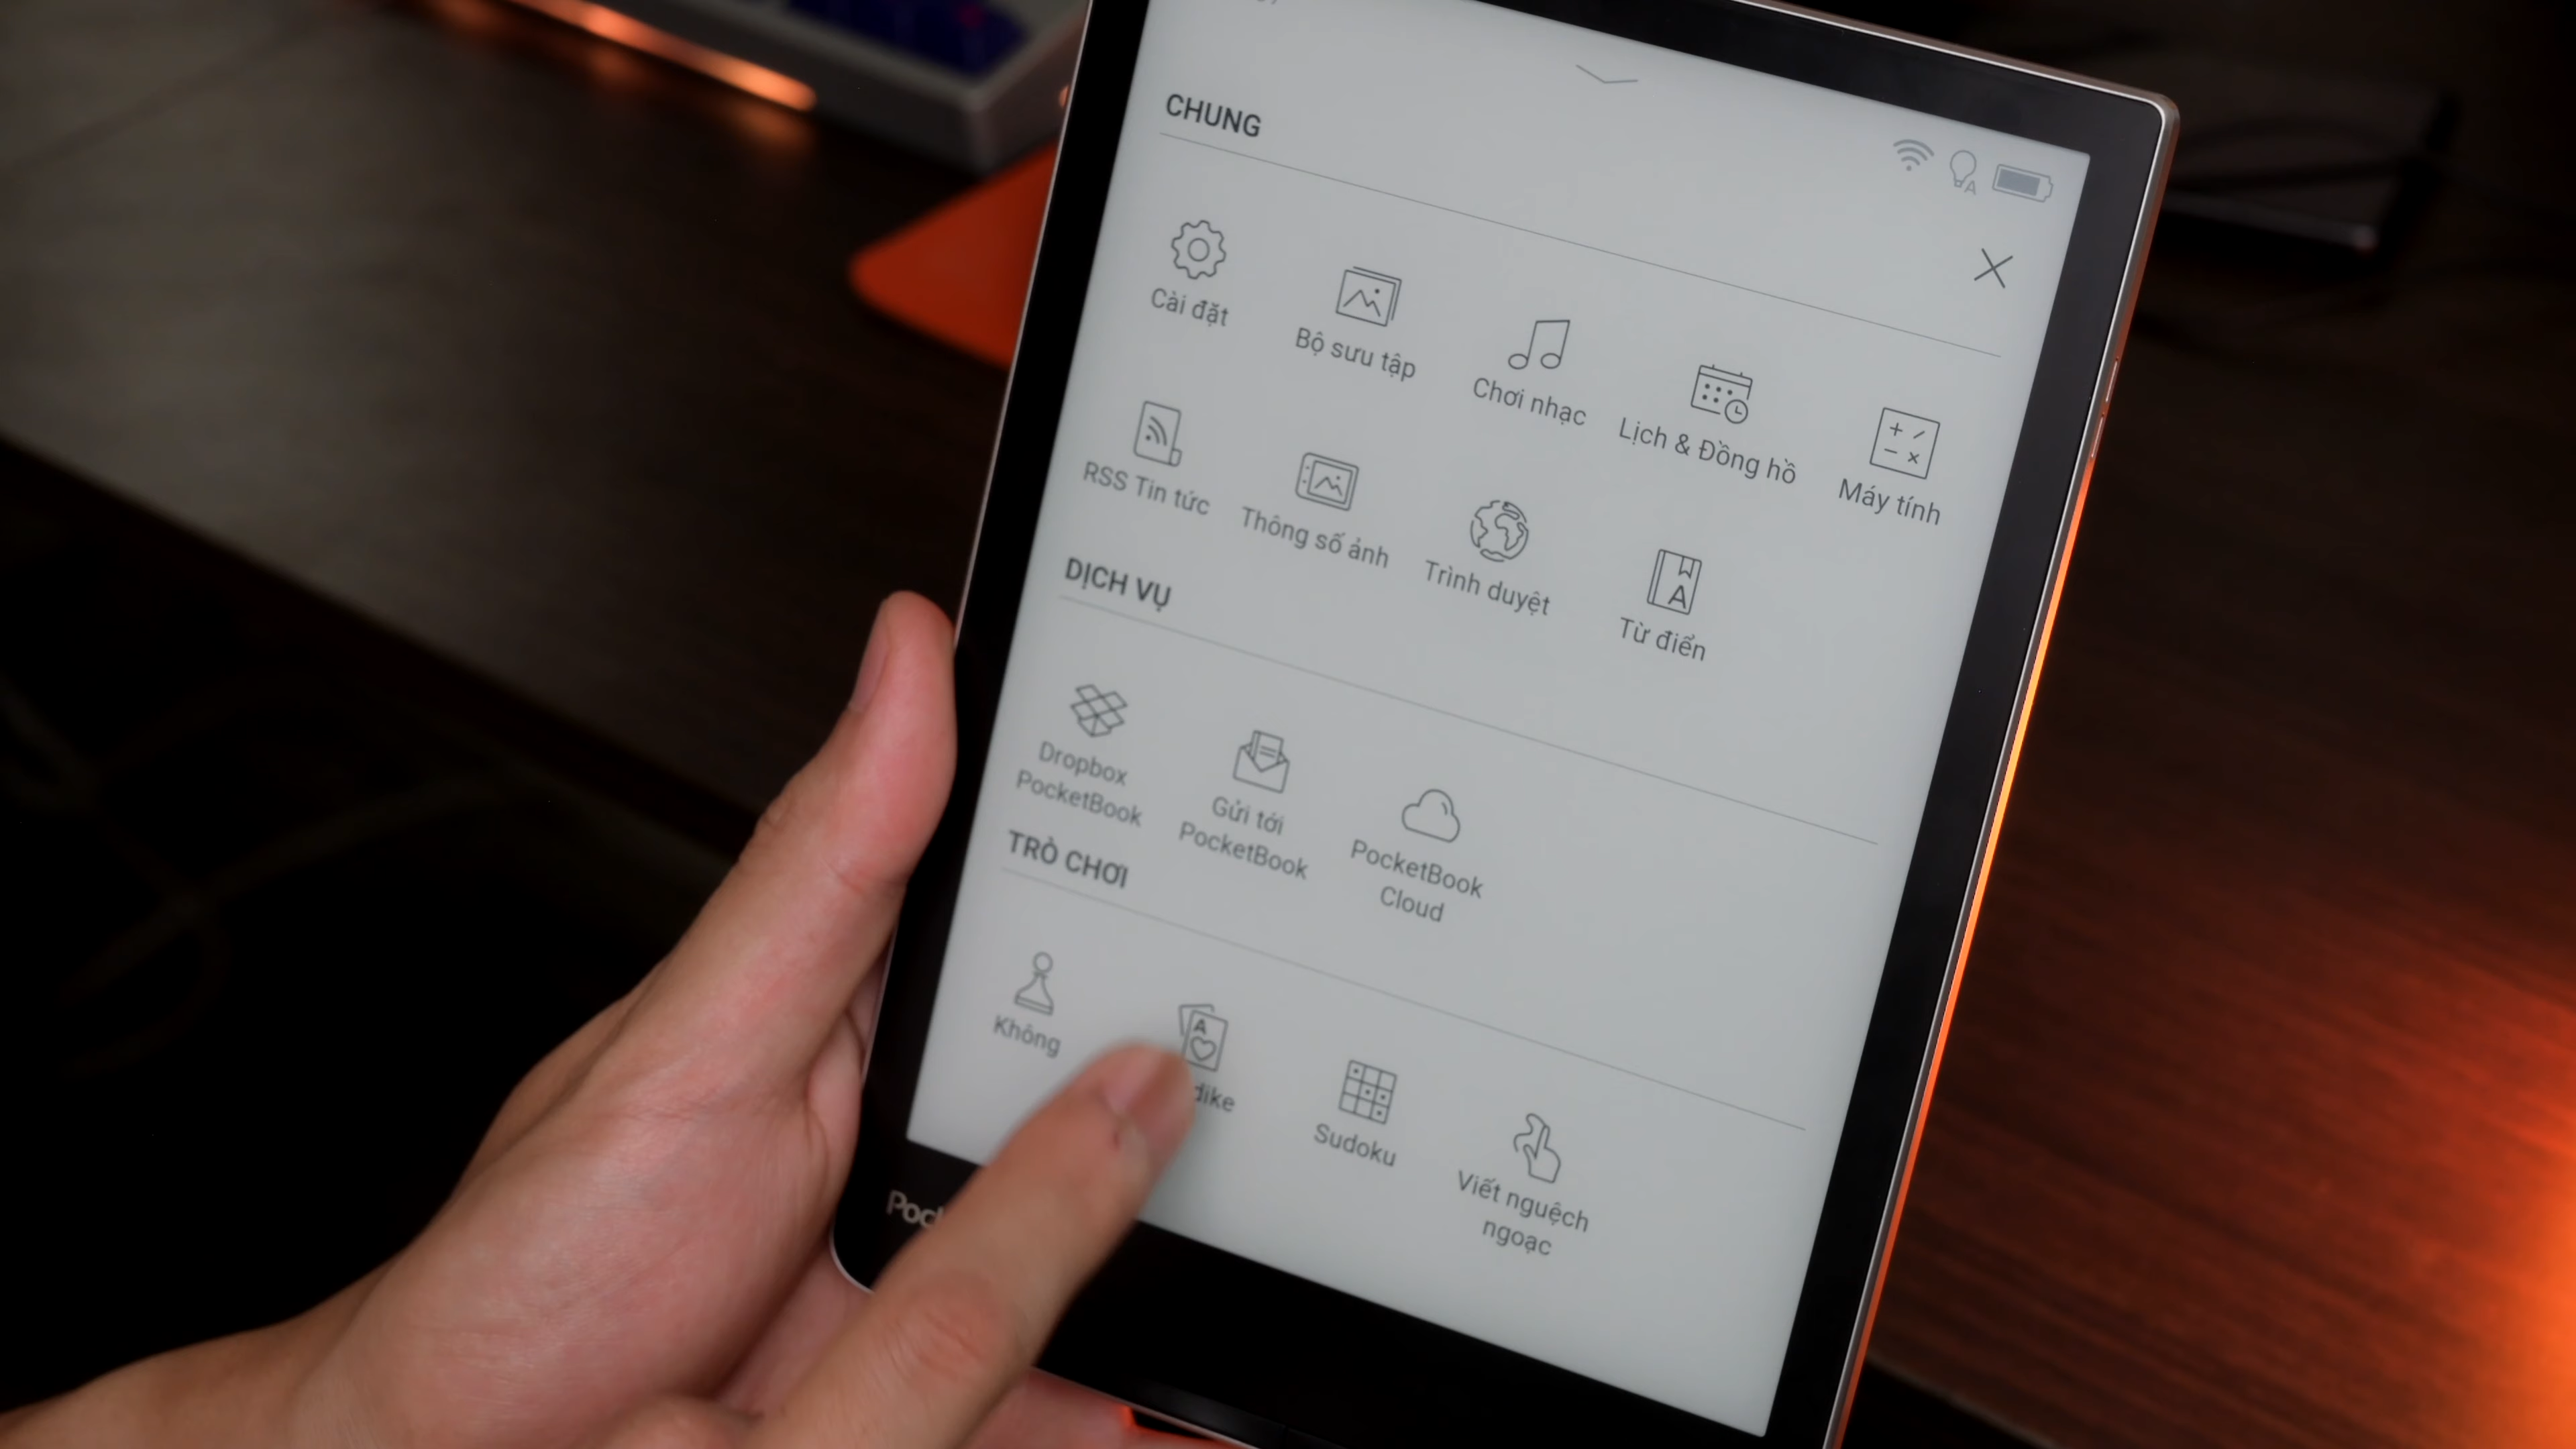 CHUNG
Cài đặt
Bộ sưu tập
Chơi nhạc
Lịch & Đồng hồ
Máy tính
RSS Tin tức
Thông số ảnh
Trình duyệt
Từ điển
DỊCH VỤ
Dropbox
PocketBook
Gửi tới
PocketBook
PocketBook
Cloud
TRÒ CHƠI
Không
Sudoku
Viết nguệch
ngoạc